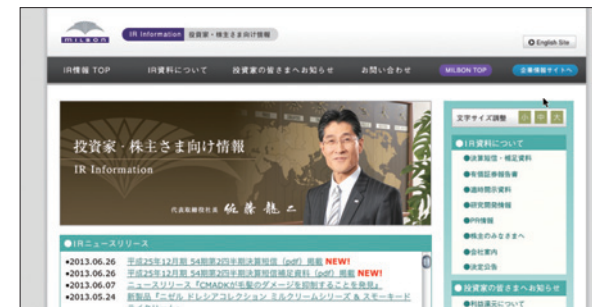 MILBON
IR Information 投資家・株主さま向け情報
English Site
IR情報 TOP IR資料について 投資家の皆さまへお知らせ お問い合わせ MILBON TOP 企業情報サイトへ
投資家・株主さま向け情報
IR Information
代表取締役社長 佐藤 龍二
文字サイズ調整 小 中 大
IR資料について
決算短信・補足資料
有価証券報告書
適時開示資料
研究開発情報
PR情報
株主のみなさまへ
会社案内
決定公告
投資家の皆さまへお知らせ
利益還元について
IRニュースリリース
2013.06.26 平成25年12月期 54期第2四半期決算短信（pdf）掲載 NEW!
2013.06.26 平成25年12月期 54期第2四半期決算短信補足資料（pdf）掲載 NEW!
2013.06.07 ニュースリリース『CMADKが毛髪のダメージを抑制することを発見』
2013.05.24 新製品『ニゼル ドレシアコレクション ミルクリームシリーズ & スモーキード